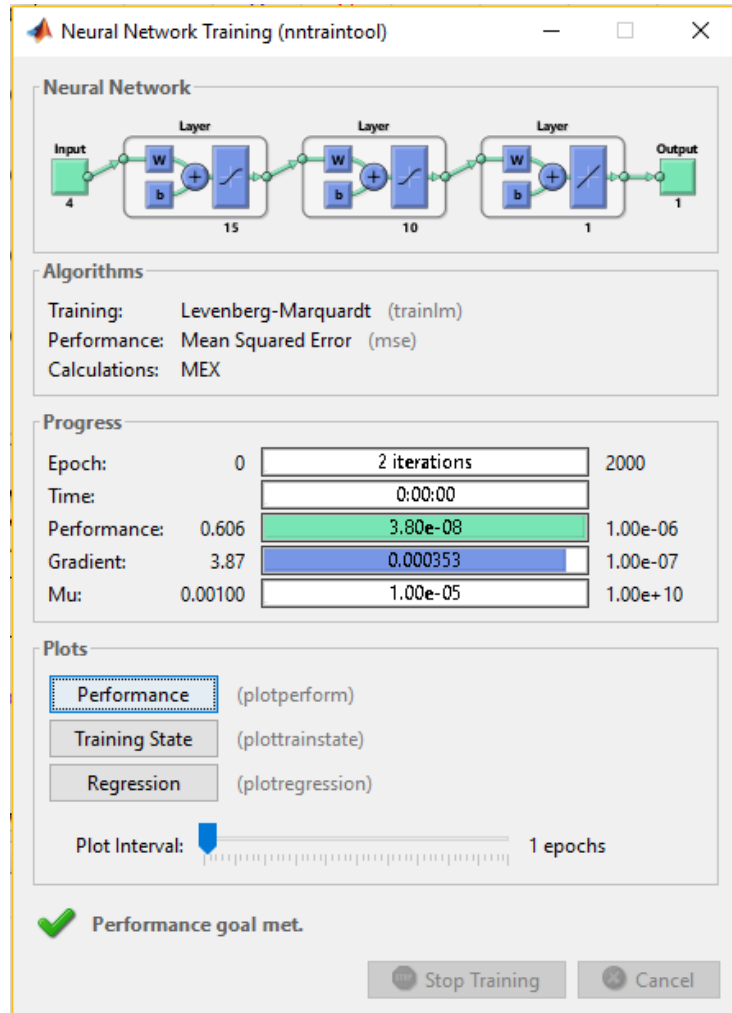 Neural Network Training (nntraintool)
Neural Network
Layer Layer Layer
Input Output
W W W
b b b
4 1
15 10 1
Algorithms
Training: Levenberg-Marquardt (trainlm)
Performance: Mean Squared Error (mse)
Calculations: MEX
Progress
Epoch: 0 2 iterations 2000
Time: 0:00:00
Performance: 0.606 3.80e-08 1.00e-06
Gradient: 3.87 0.000353 1.00e-07
Mu: 0.00100 1.00e-05 1.00e+10
Plots
Performance (plotperform)
Training State (plottrainstate)
Regression (plotregression)
Plot Interval: 1 epochs
Performance goal met.
STOP Stop Training Cancel